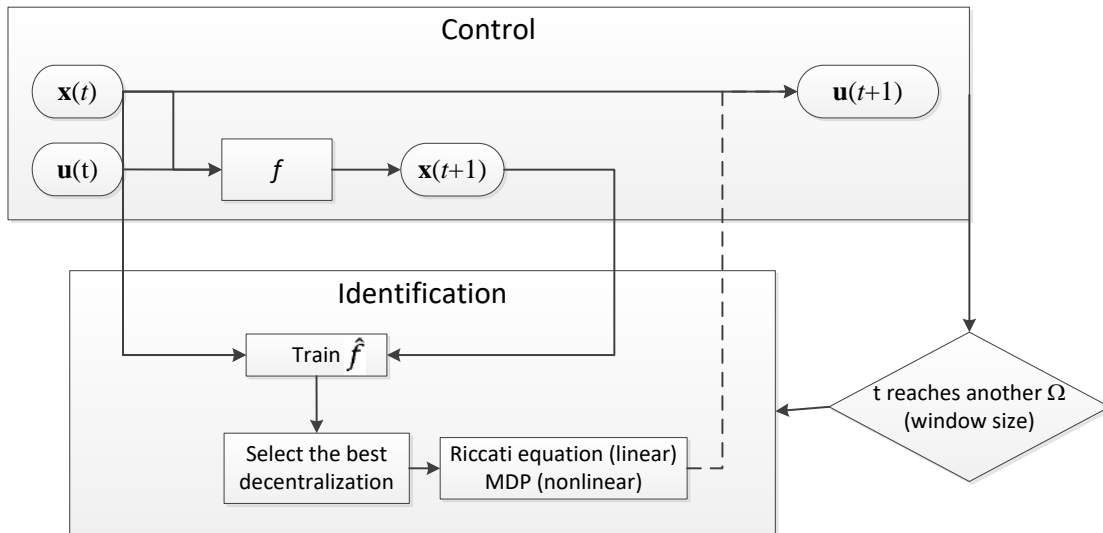 Control
x(t)
u(t+1)
u(t)
f
x(t+1)
Identification
Train f̂
t reaches another Ω
(window size)
Select the best
decentralization
Riccati equation (linear)
MDP (nonlinear)